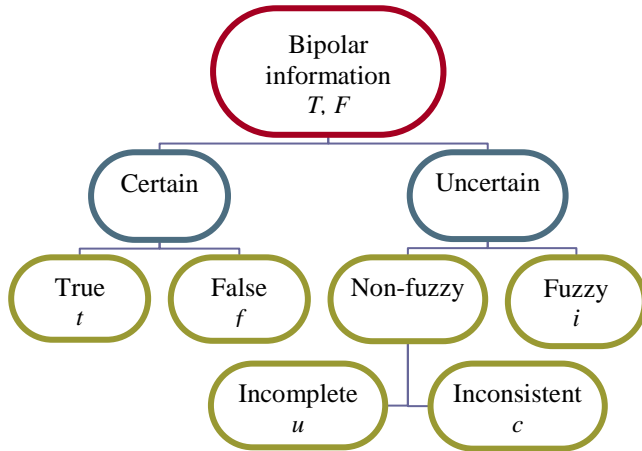 Bipolar
information
T, F
Certain
Uncertain
True
t
False
f
Non-fuzzy
Fuzzy
i
Incomplete
u
Inconsistent
c